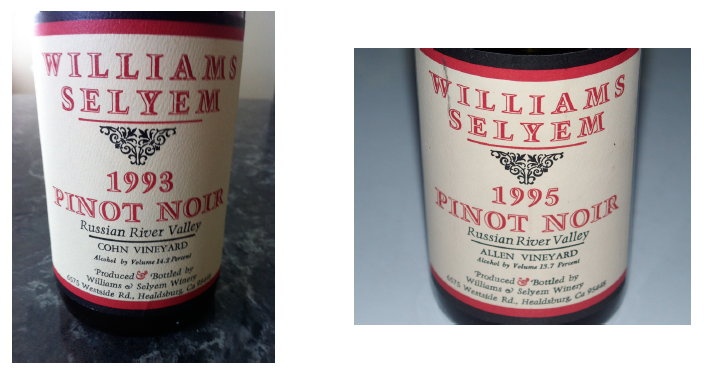 WILLIAMS
SELYEM
1993
PINOT NOIR
Russian River Valley
COHN VINEYARD
Alcohol by Volume 14.2 Percent
Produced & Bottled by
Williams & Selyem Winery
6575 Westside Rd., Healdsburg, Ca 95448
WILLIAMS
SELYEM
1995
PINOT NOIR
Russian River Valley
ALLEN VINEYARD
Alcohol by Volume 13.7 Percent
Produced & Bottled by
Williams & Selyem Winery
6575 Westside Rd., Healdsburg, Ca 95448